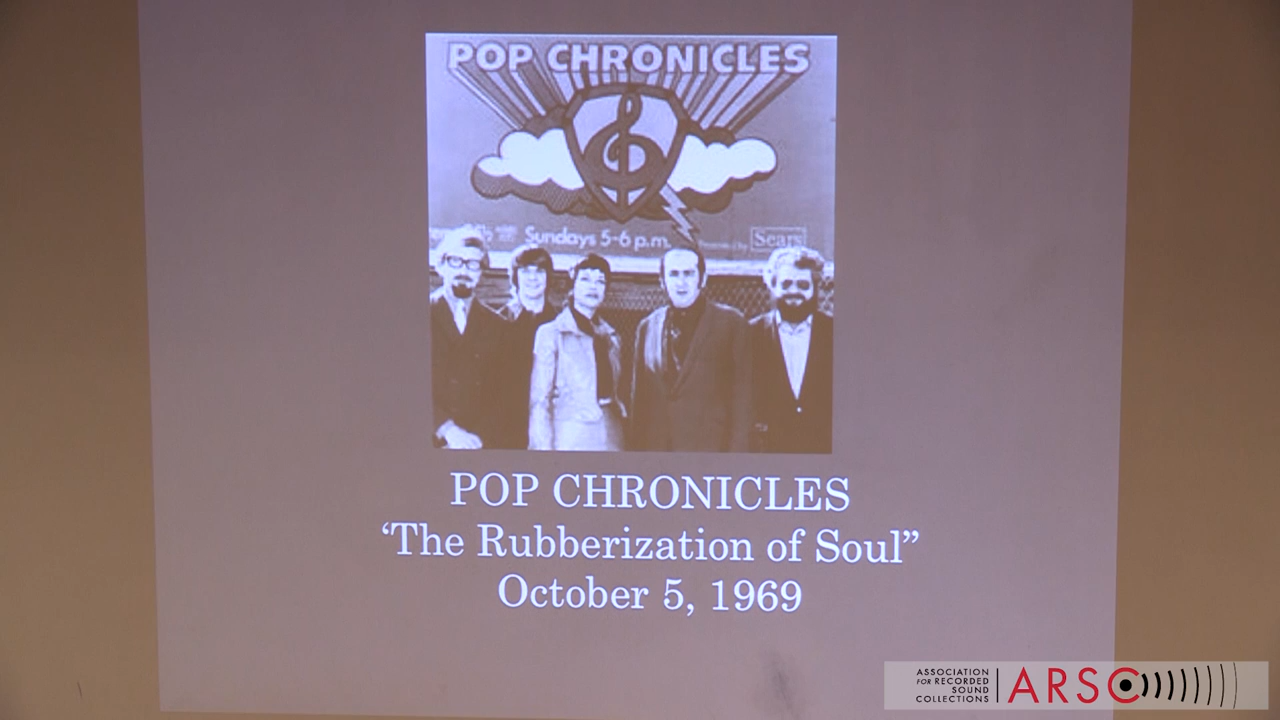 POP CHRONICLES
Sundays 5-6 p.m.
Sears
POP CHRONICLES
‘The Rubberization of Soul”
October 5, 1969
ASSOCIATION
FOR RECORDED
SOUND
COLLECTIONS
ARSC